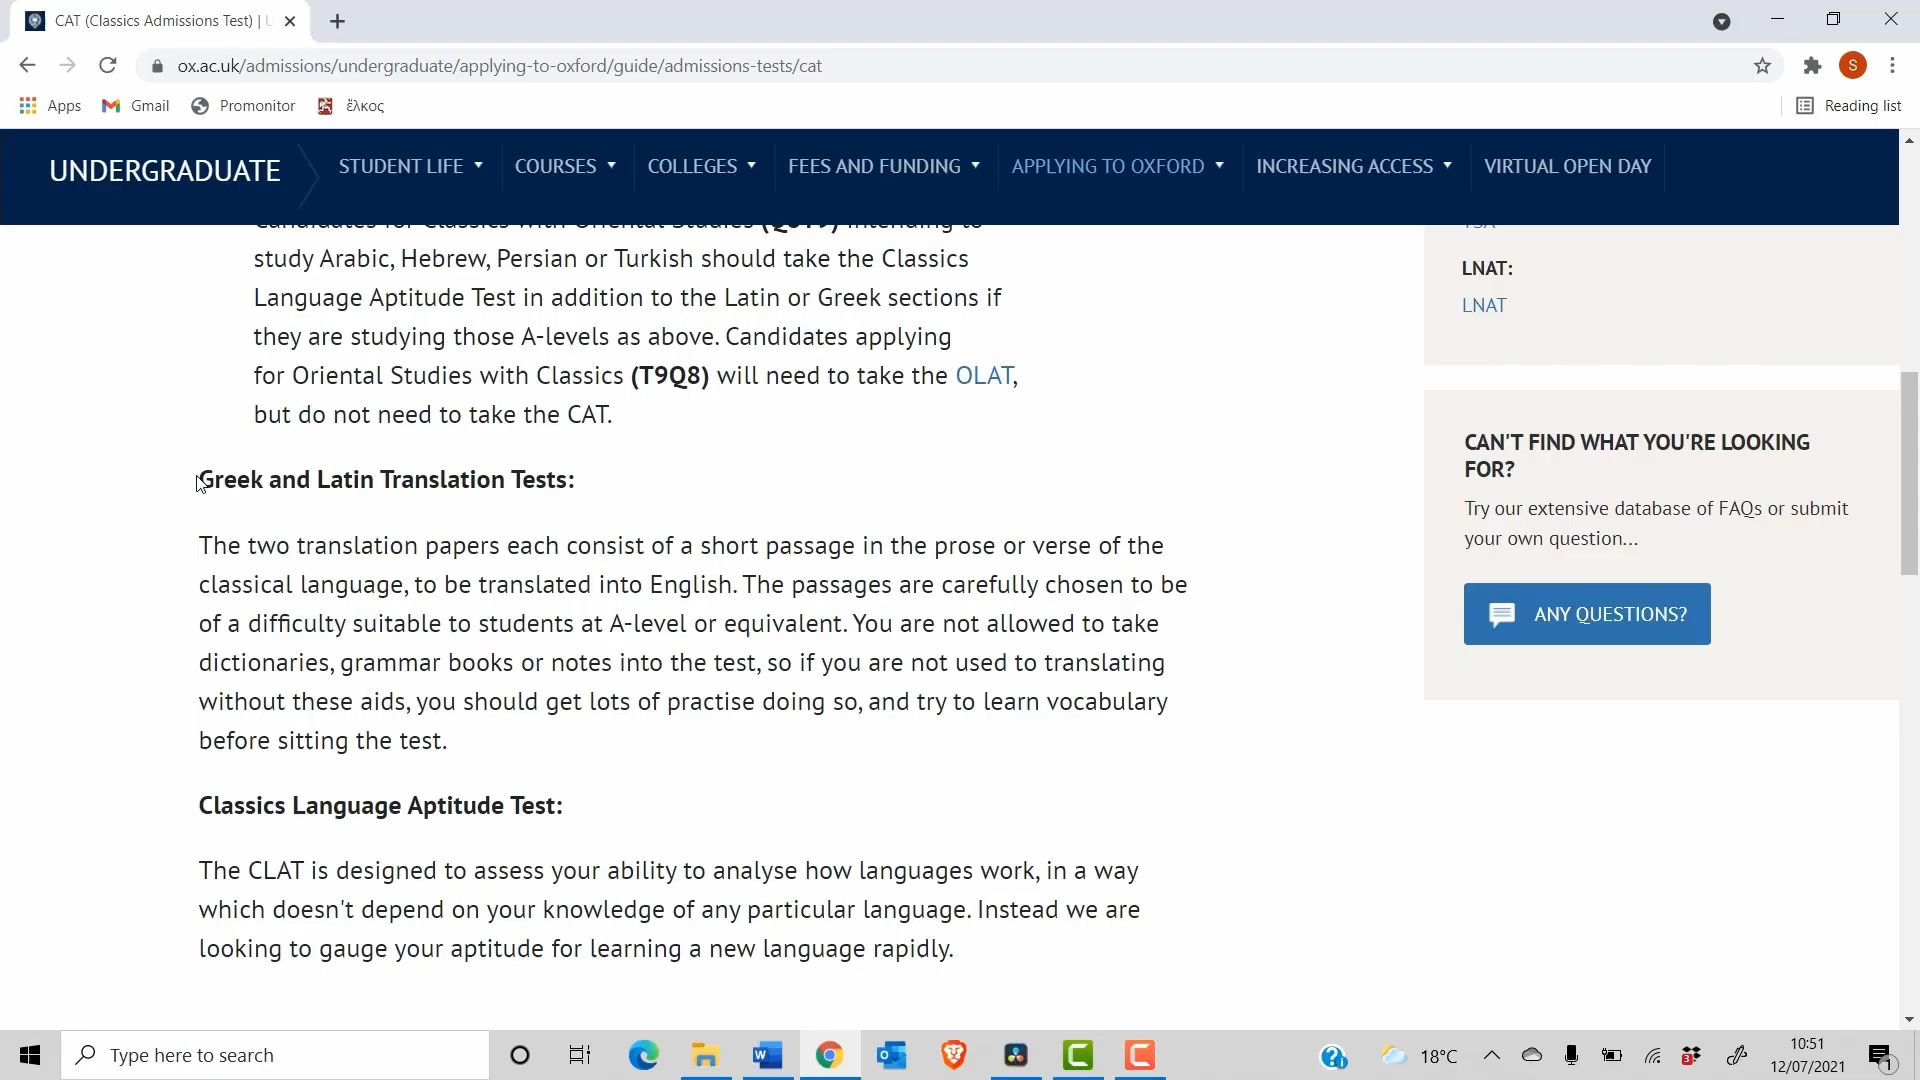 CAT (Classics Admissions Test) | U
ox.ac.uk/admissions/undergraduate/applying-to-oxford/guide/admissions-tests/cat
S
Apps Gmail Promonitor ἕλκος Reading list
UNDERGRADUATE STUDENT LIFE COURSES COLLEGES FEES AND FUNDING APPLYING TO OXFORD INCREASING ACCESS VIRTUAL OPEN DAY
Candidates for Classics with Oriental Studies (Q8T9) intending to
study Arabic, Hebrew, Persian or Turkish should take the Classics
Language Aptitude Test in addition to the Latin or Greek sections if
they are studying those A-levels as above. Candidates applying
for Oriental Studies with Classics (T9Q8) will need to take the OLAT,
but do not need to take the CAT.
Greek and Latin Translation Tests:
The two translation papers each consist of a short passage in the prose or verse of the
classical language, to be translated into English. The passages are carefully chosen to be
of a difficulty suitable to students at A-level or equivalent. You are not allowed to take
dictionaries, grammar books or notes into the test, so if you are not used to translating
without these aids, you should get lots of practise doing so, and try to learn vocabulary
before sitting the test.
Classics Language Aptitude Test:
The CLAT is designed to assess your ability to analyse how languages work, in a way
which doesn't depend on your knowledge of any particular language. Instead we are
looking to gauge your aptitude for learning a new language rapidly.
TSA
LNAT:
LNAT
CAN'T FIND WHAT YOU'RE LOOKING
FOR?
Try our extensive database of FAQs or submit
your own question...
ANY QUESTIONS?
Type here to search
18°C
10:51
12/07/2021
1